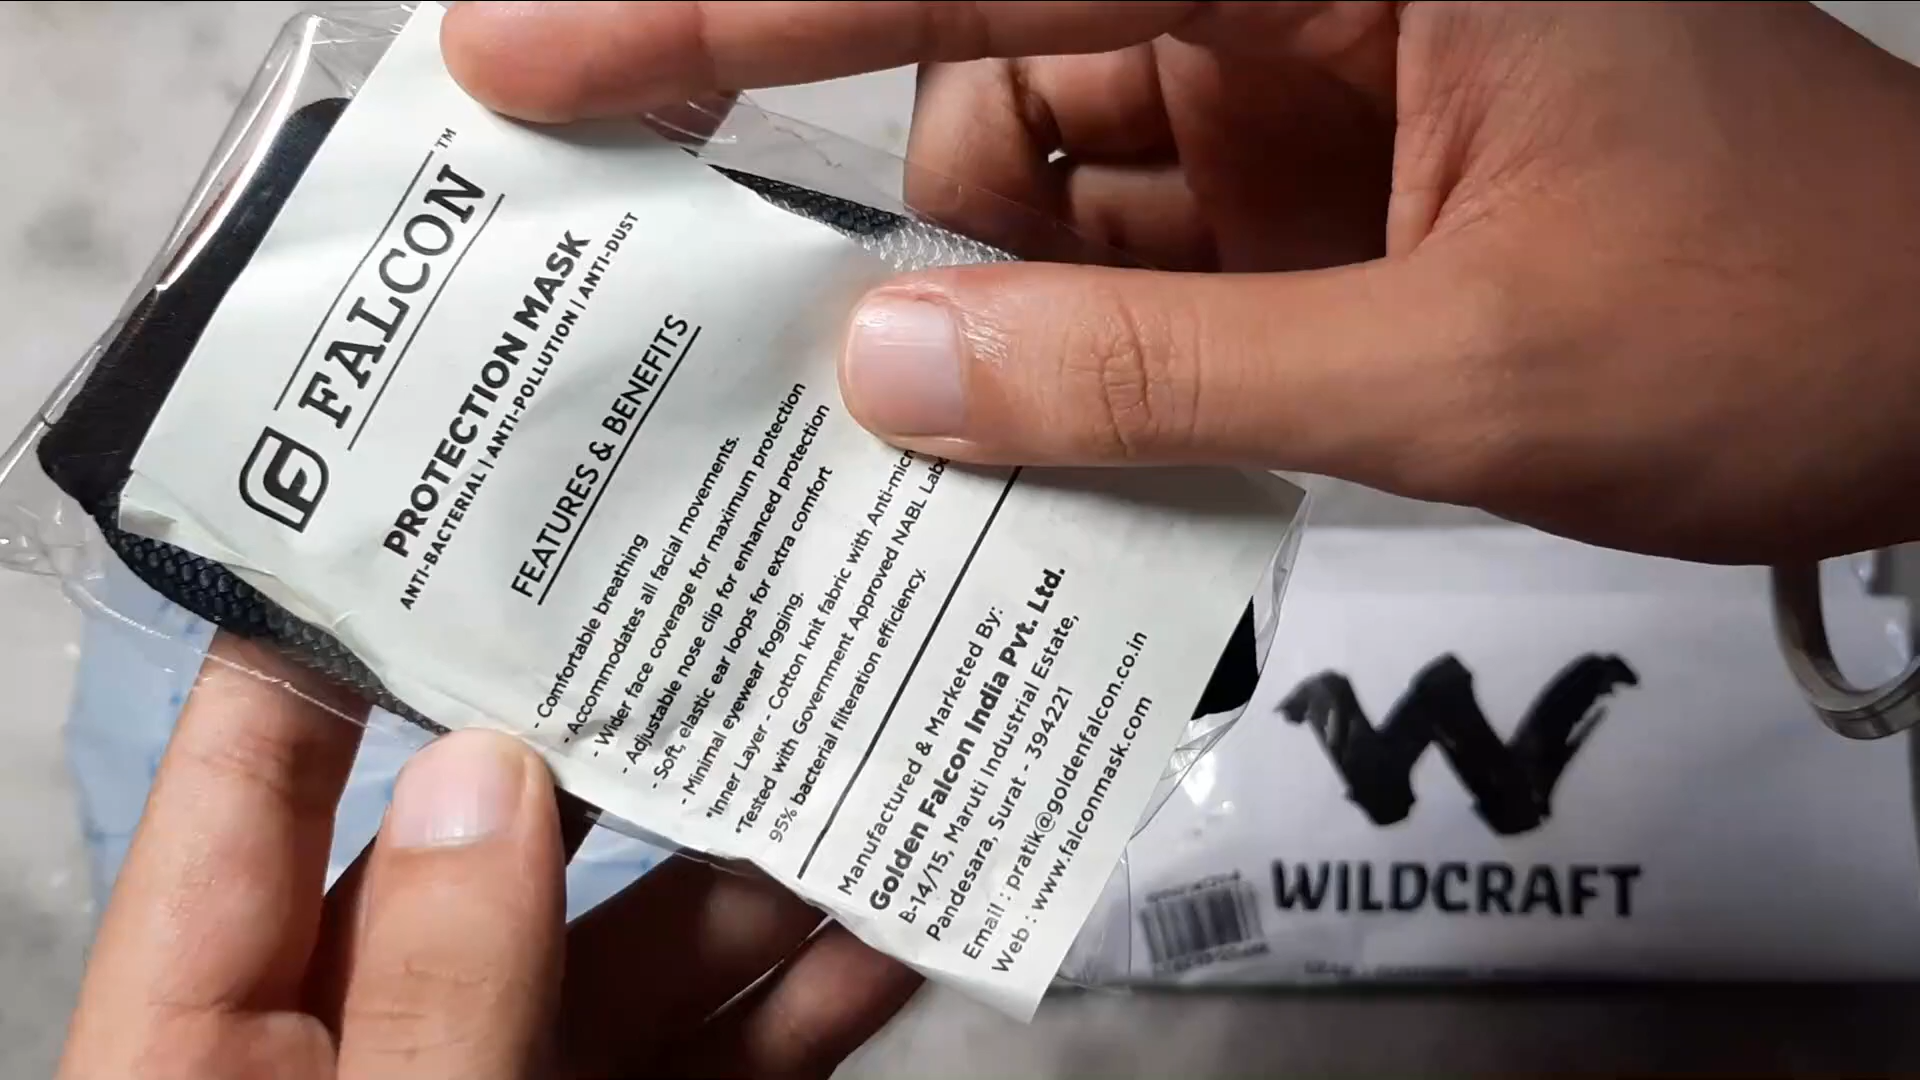 FALCON™
PROTECTION MASK
ANTI-BACTERIAL | ANTI-POLLUTION | ANTI-DUST
FEATURES & BENEFITS
- Comfortable breathing
- Accommodates all facial movements.
- Wider face coverage for maximum protection
- Adjustable nose clip for enhanced protection
- Soft, elastic ear loops for extra comfort
- Minimal eyewear fogging.
*Inner Layer - Cotton knit fabric with
*Tested with Government Approved NABL
95% bacterial filteration efficiency.
Manufactured & Marketed By:
Golden Falcon India Pvt. Ltd.
B-14/15, Maruti Industrial Estate,
Pandesara, Surat - 394221
Email : pratik@goldenfalcon.co.in
Web : www.falconmask.com
WILDCRAFT